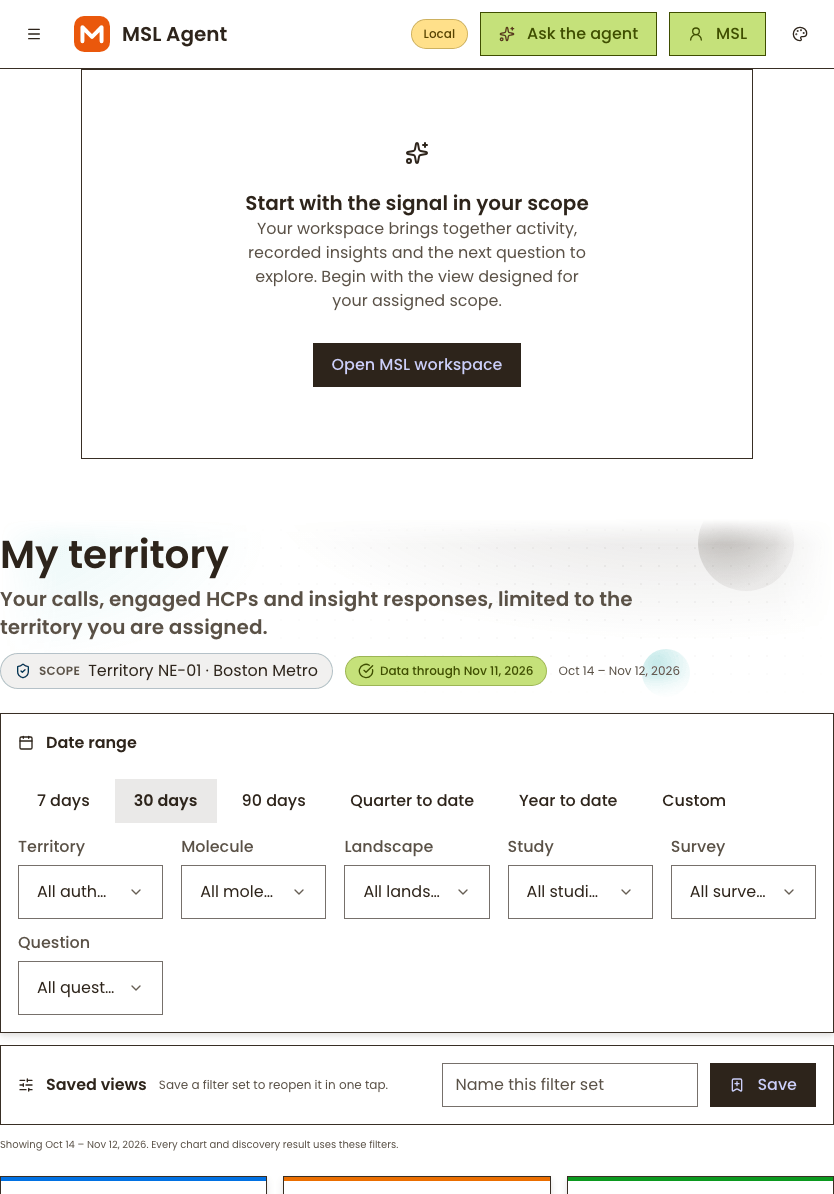 MSL Agent
Local
Ask the agent
MSL
Start with the signal in your scope
Your workspace brings together activity,
recorded insights and the next question to
explore. Begin with the view designed for
your assigned scope.
Open MSL workspace
My territory
Your calls, engaged HCPs and insight responses, limited to the
territory you are assigned.
SCOPE Territory NE-01 · Boston Metro
Data through Nov 11, 2026
Oct 14 – Nov 12, 2026
Date range
7 days
30 days
90 days
Quarter to date
Year to date
Custom
Territory
Molecule
Landscape
Study
Survey
All auth...
All mole...
All lands...
All studi...
All surve...
Question
All quest...
Saved views
Save a filter set to reopen it in one tap.
Name this filter set
Save
Showing Oct 14 – Nov 12, 2026. Every chart and discovery result uses these filters.